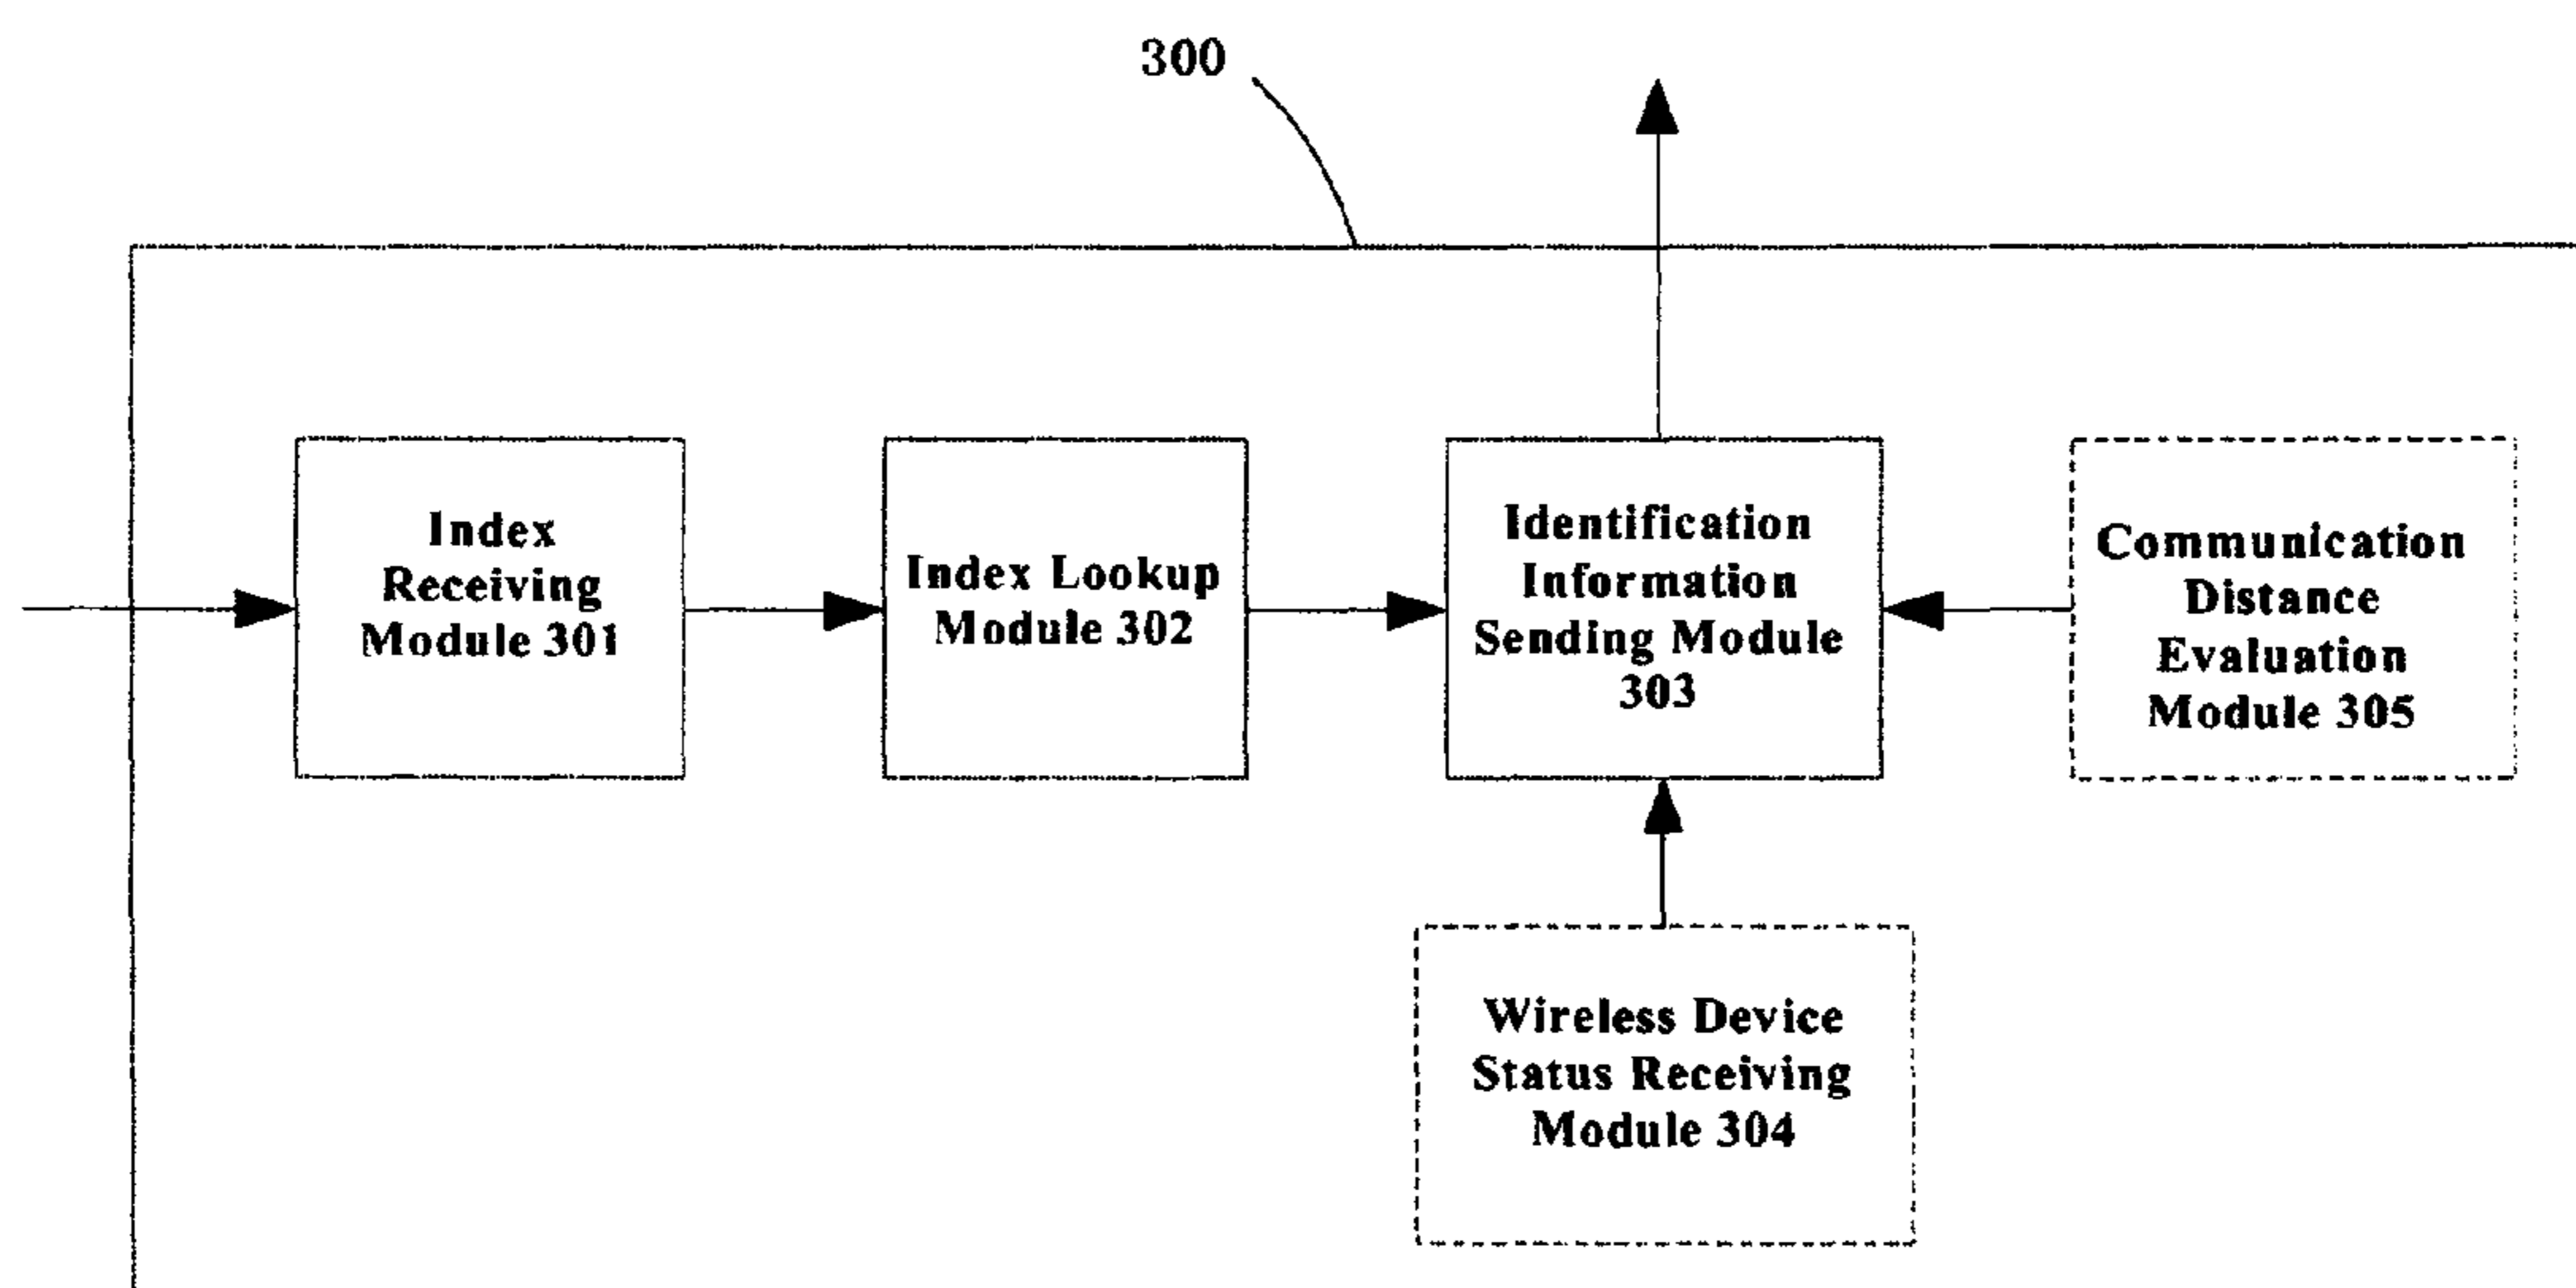 300
Index
Receiving
Module 301
Index Lookup
Module 302
Identification
Information
Sending Module
303
Communication
Distance
Evaluation
Module 305
Wireless Device
Status Receiving
Module 304